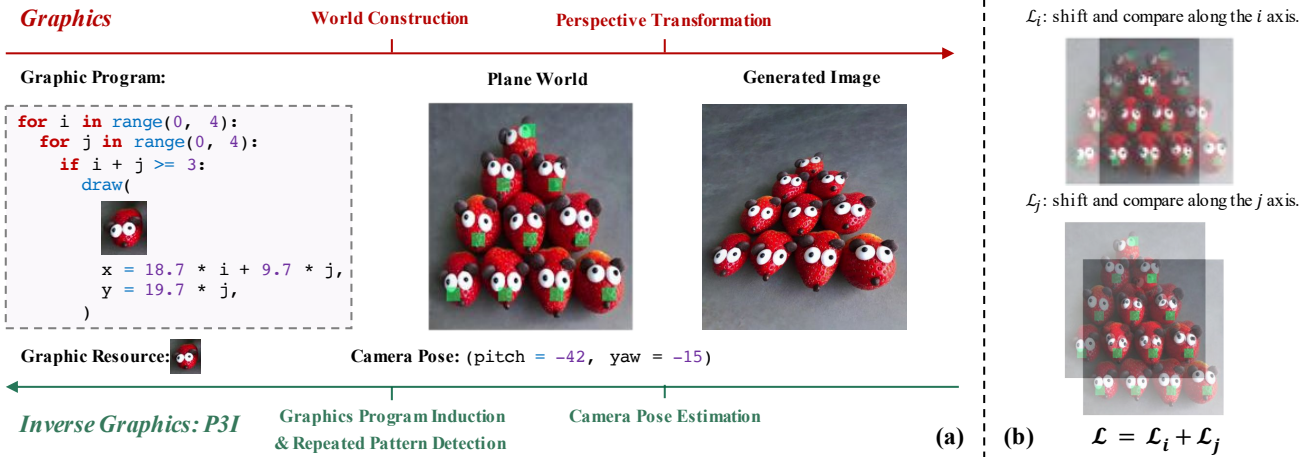 Graphics
World Construction
Perspective Transformation
Graphic Program:
Plane World
Generated Image
for i in range(0, 4):
for j in range(0, 4):
if i + j >= 3:
draw(
x = 18.7 * i + 9.7 * j,
y = 19.7 * j,
)
Graphic Resource:
Camera Pose: (pitch = -42, yaw = -15)
Inverse Graphics: P3I
Graphics Program Induction
& Repeated Pattern Detection
Camera Pose Estimation
(a)
ℒi: shift and compare along the i axis.
ℒj: shift and compare along the j axis.
(b)
ℒ = ℒi + ℒj